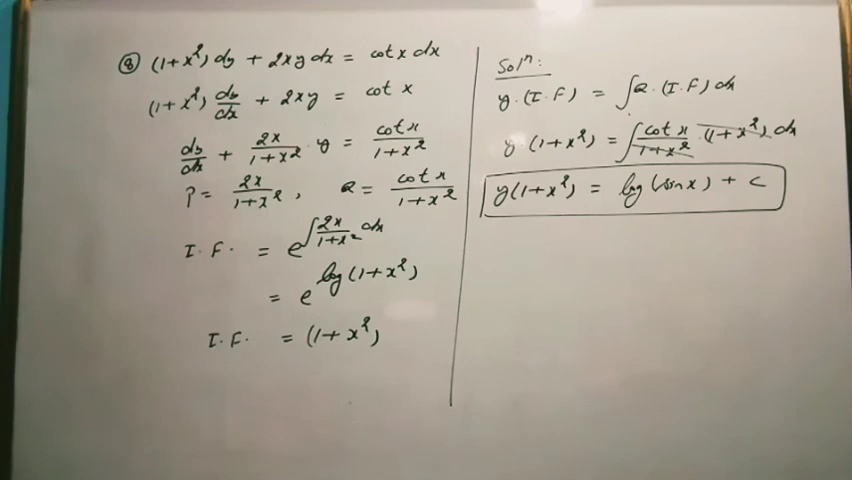 ⑧ (1+x²) dy + 2xy dx = cot x dx
(1+x²) dy/dx + 2xy = cot x
dy/dx + 2x/1+x² · y = cot x/1+x²
P = 2x/1+x² , Q = cot x/1+x²
I.F. = e^∫2x/1+x² dx
= e^log(1+x²)
I.F. = (1+x²)
Solⁿ:
y·(I.F) = ∫Q·(I.F) dx
y·(1+x²) = ∫cot x/1+x² · (1+x²) dx
y(1+x²) = log(sin x) + c